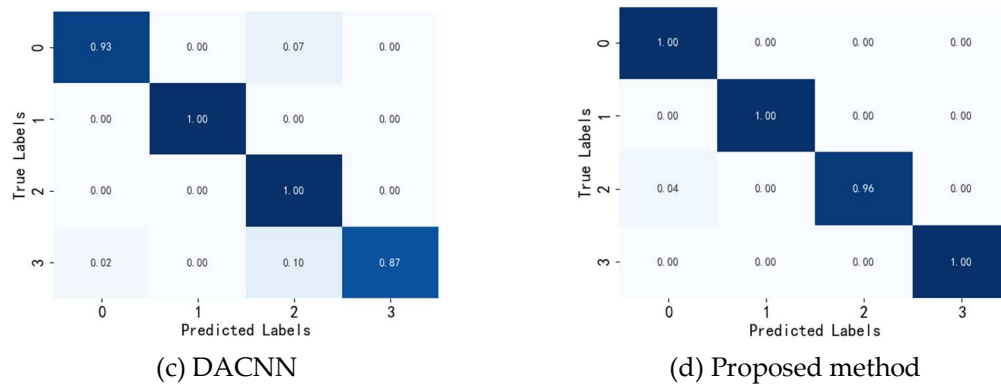 0 0.93 0.00 0.07 0.00
1 0.00 1.00 0.00 0.00
2 0.00 0.00 1.00 0.00
3 0.02 0.00 0.10 0.87
True Labels
0 1 2 3
Predicted Labels
(c) DACNN
0 1.00 0.00 0.00 0.00
1 0.00 1.00 0.00 0.00
2 0.04 0.00 0.96 0.00
3 0.00 0.00 0.00 1.00
True Labels
0 1 2 3
Predicted Labels
(d) Proposed method